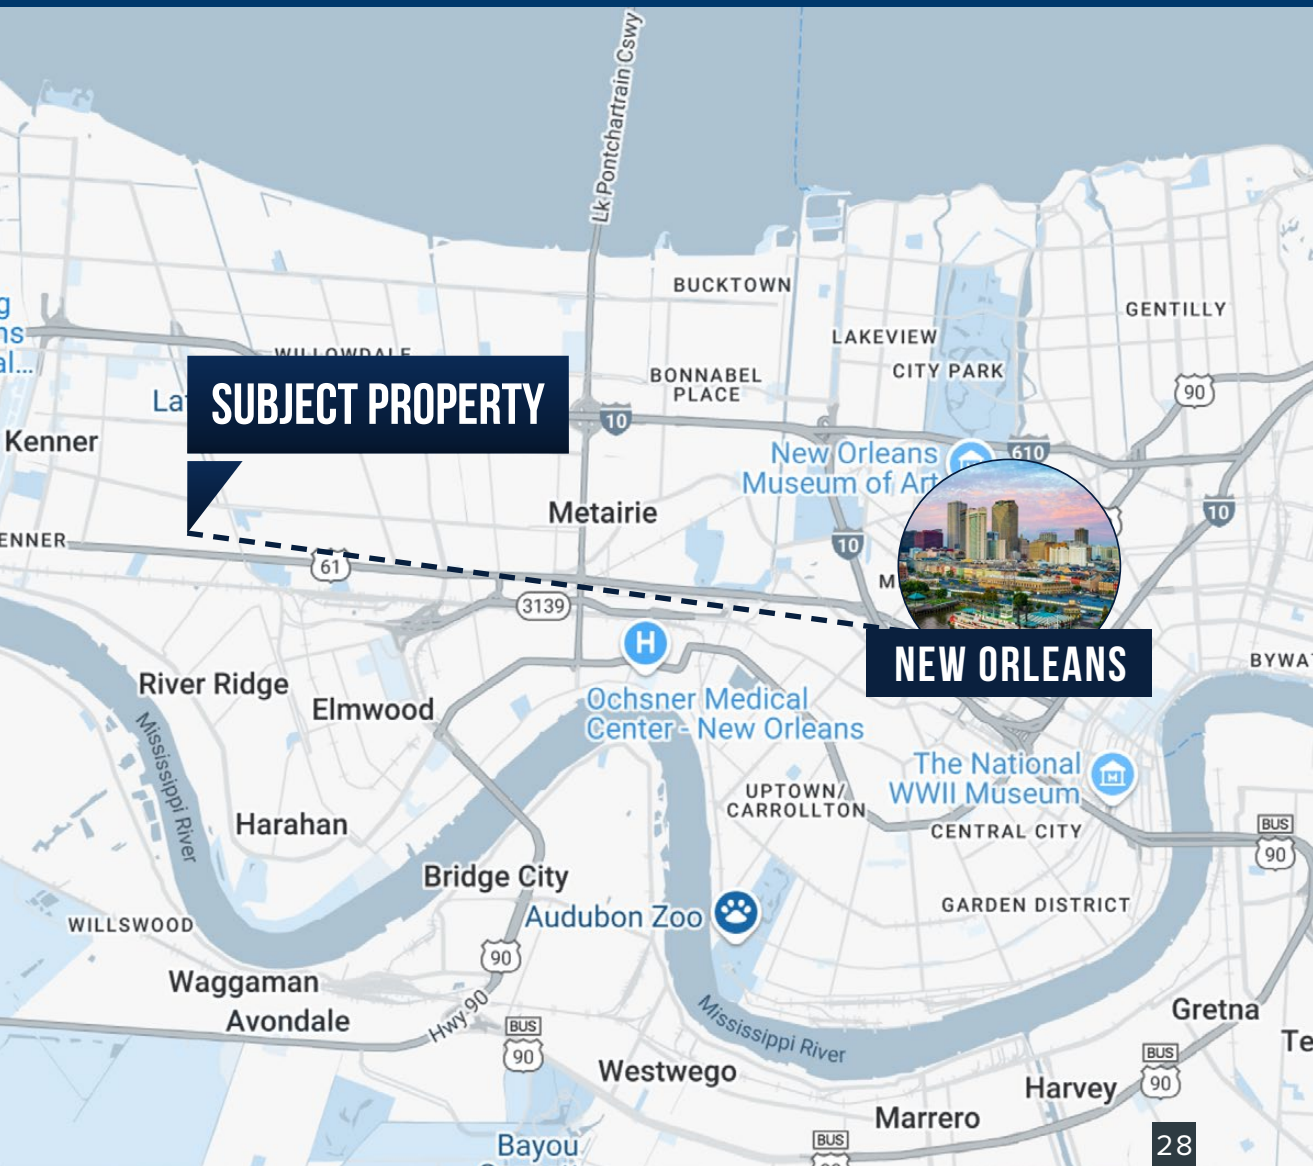 Lk Pontchartrain Cswy
BUCKTOWN
GENTILLY
LAKEVIEW
WILLOWDALE
CITY PARK
BONNABEL
PLACE
90
SUBJECT PROPERTY
10
Kenner
New Orleans
Museum of Art
610
Metairie
10
10
61
3139
H
NEW ORLEANS
River Ridge
Elmwood
Ochsner Medical
Center - New Orleans
Mississippi River
The National
WWII Museum
UPTOWN/
CARROLLTON
Harahan
CENTRAL CITY
BUS
90
Bridge City
Audubon Zoo
GARDEN DISTRICT
WILLSWOOD
90
Waggaman
Avondale
Hwy 90
BUS
90
Mississippi River
Gretna
Westwego
BUS
90
Harvey
Marrero
BUS
Bayou
28